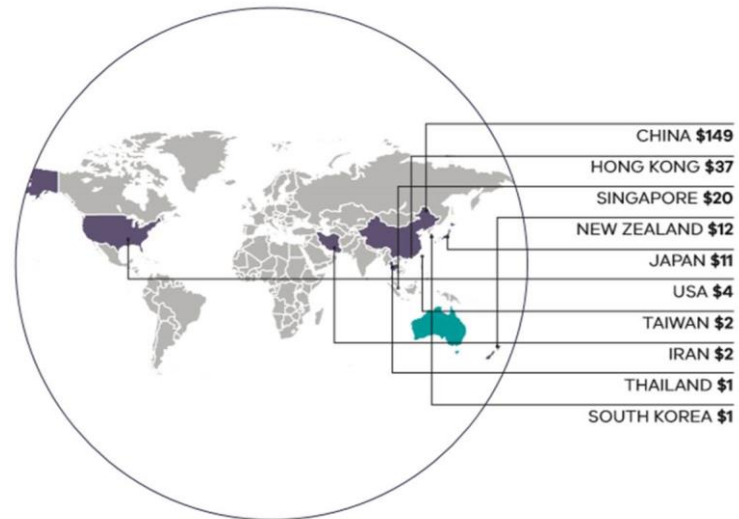 CHINA $149
HONG KONG $37
SINGAPORE $20
NEW ZEALAND $12
JAPAN $11
USA $4
TAIWAN $2
IRAN $2
THAILAND $1
SOUTH KOREA $1